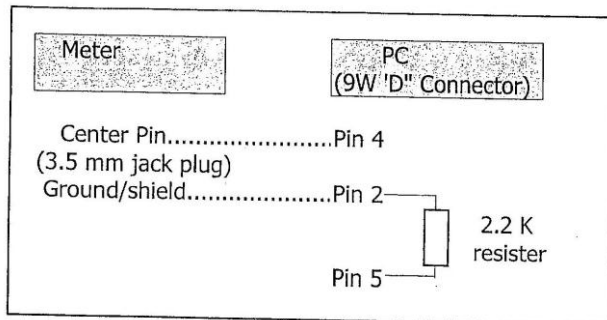 Meter
PC
(9W 'D" Connector)
Center Pin..............................Pin 4
(3.5 mm jack plug)
Ground/shield..........................Pin 2
2.2 K
resister
Pin 5